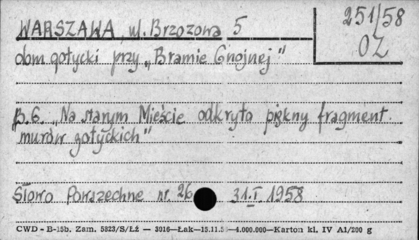 WARSZAWA, ul. Brzozowa 5
251/58
OZ
dom gotycki przy „Bramie Gnojnej"
B.G. „Na starym Mieście odkryto piękny fragment
murów gotyckich"
Słowo Powszechne nr. 26 31.I.1958
CWD - B-15b. Zam. 5823/S/Łż — 3016—Łak—15.11.5 —4.000.000—Karton kl. IV A1/200 g